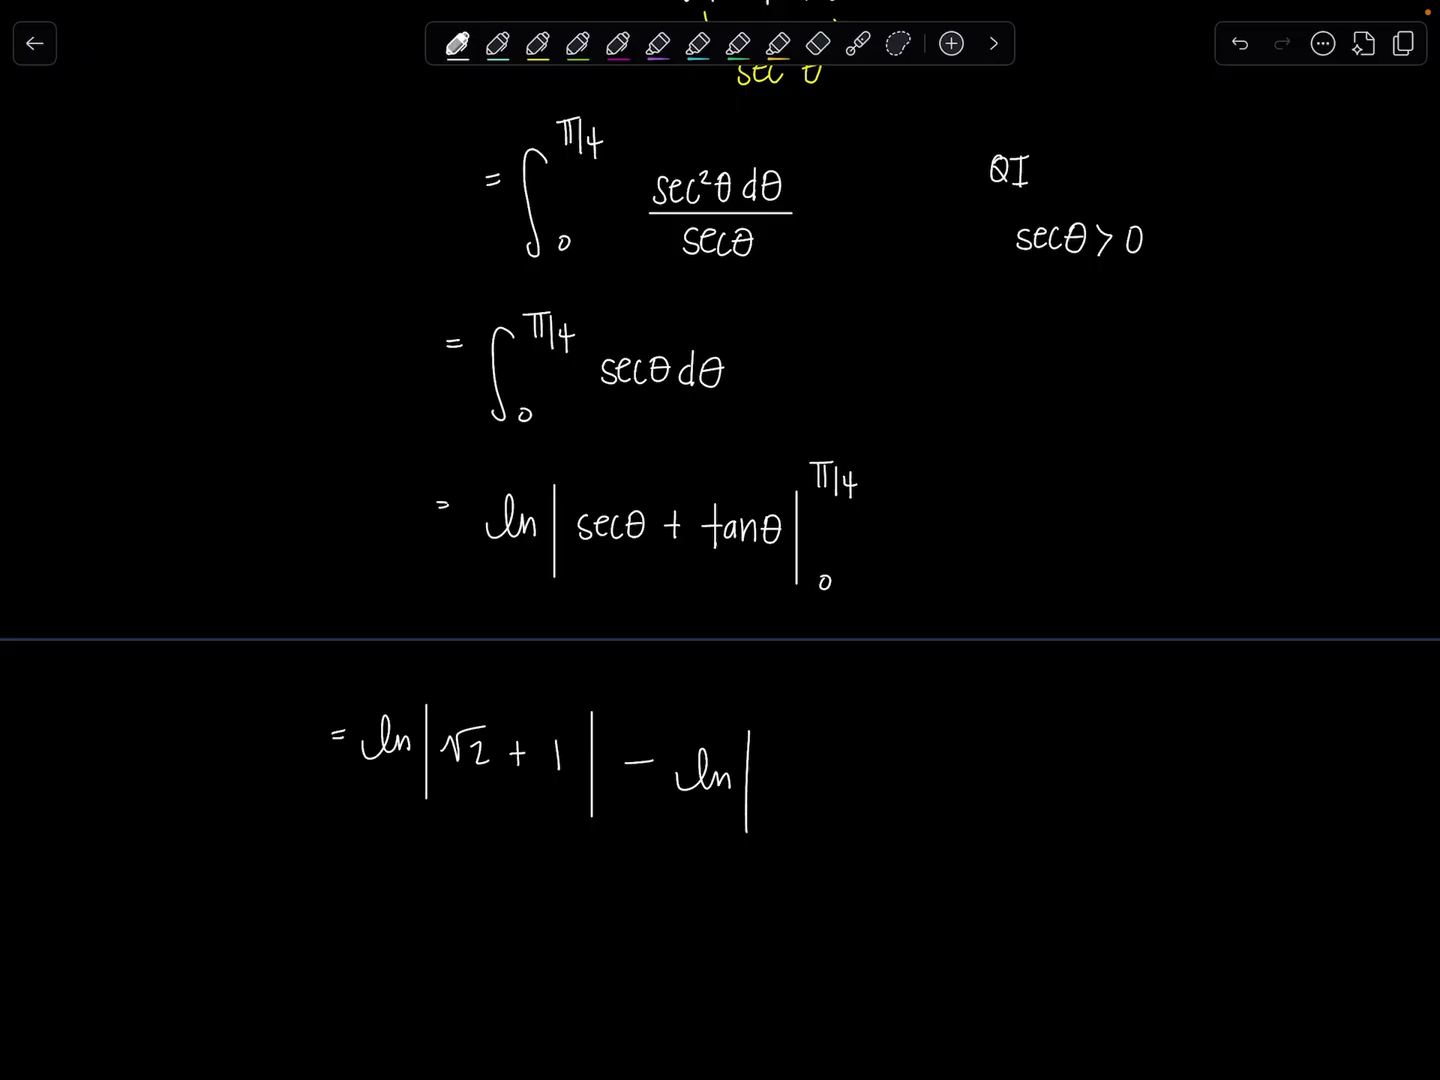 sec θ
= ∫₀^π/4 sec²θ dθ / secθ
QI
secθ > 0
= ∫₀^π/4 secθ dθ
= ln | secθ + tanθ |₀^π/4
= ln | √2 + 1 | − ln |